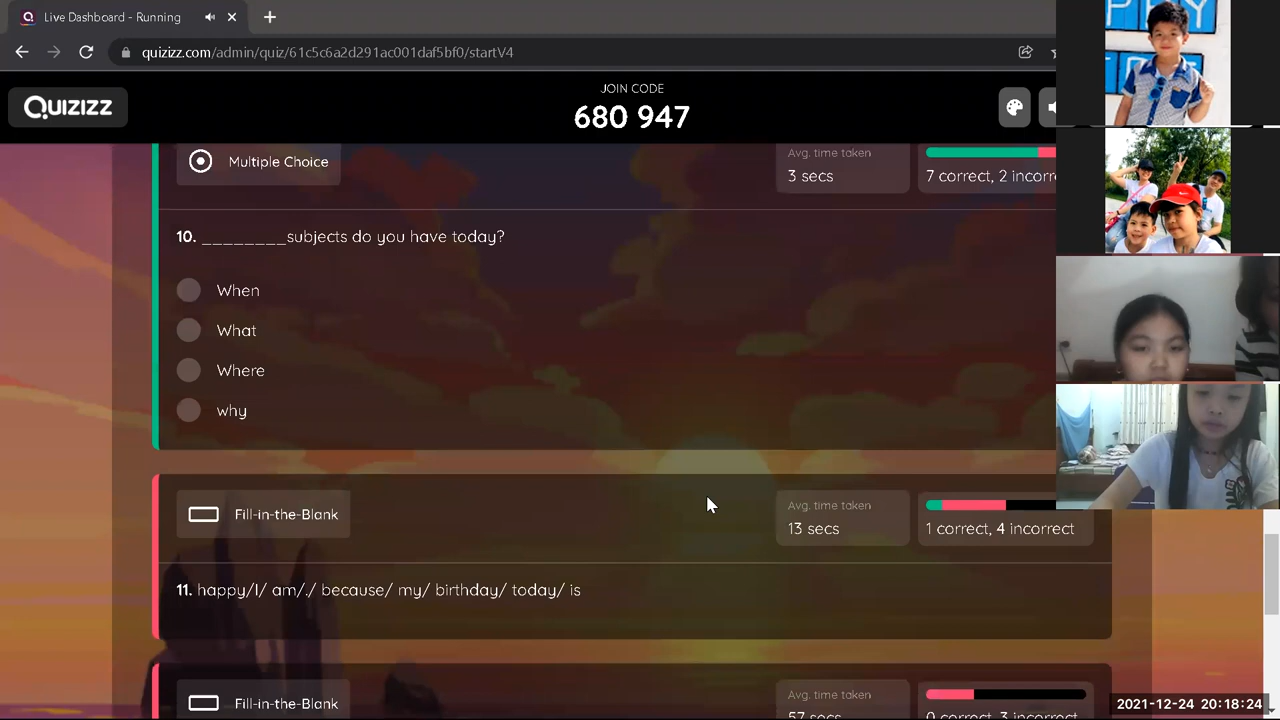 Live Dashboard - Running
quizizz.com/admin/quiz/
QUIZIZZ
JOIN CODE
680 947
Multiple Choice
Avg. time taken
3 secs
7 correct, 2 incorr
10. ________subjects do you have today?
When
What
Where
why
Fill-in-the-Blank
Avg. time taken
13 secs
1 correct, 4 incorrect
11. happy/I/ am/./ because/ my/ birthday/ today/ is
Fill-in-the-Blank
Avg. time taken
57 secs
0 correct, 3 incorrect
2021-12-24 20:18:24